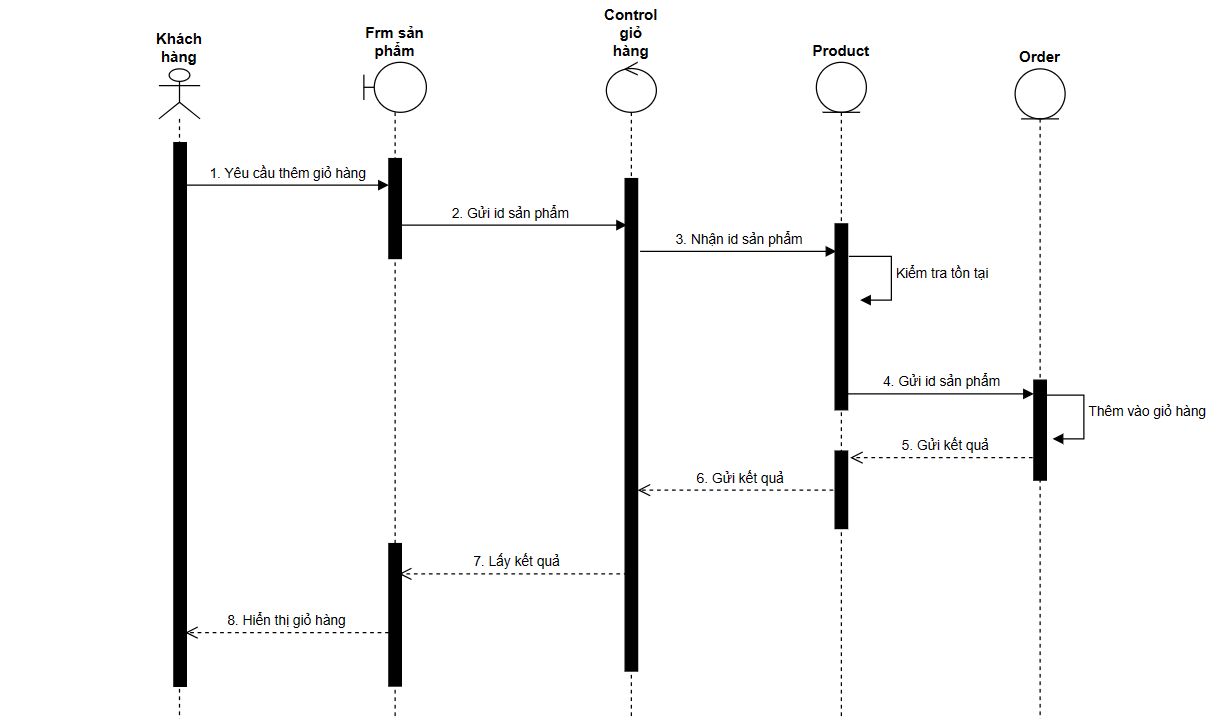 Khách
hàng
Frm sản
phẩm
Control
giỏ
hàng
Product
Order
1. Yêu cầu thêm giỏ hàng
2. Gửi id sản phẩm
3. Nhận id sản phẩm
Kiểm tra tồn tại
4. Gửi id sản phẩm
Thêm vào giỏ hàng
5. Gửi kết quả
6. Gửi kết quả
7. Lấy kết quả
8. Hiển thị giỏ hàng